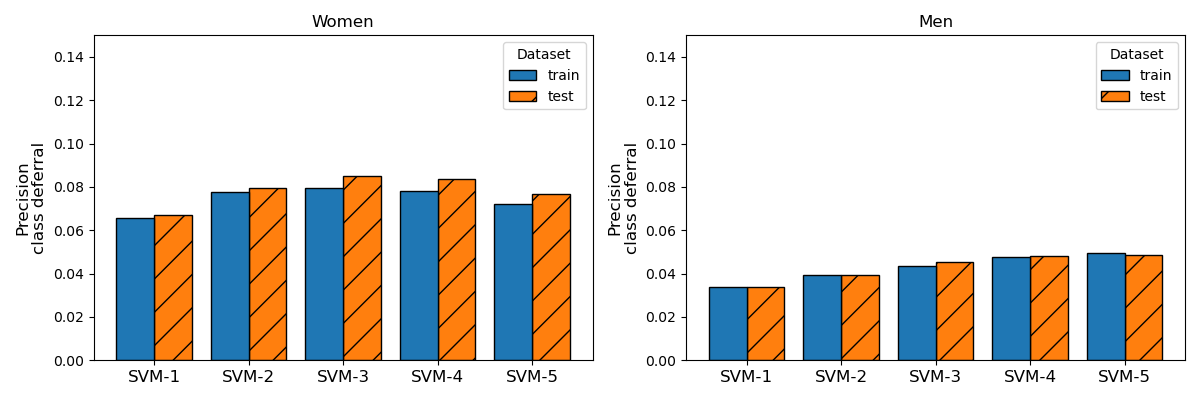 Women
Precision
class deferral
0.14
0.12
0.10
0.08
0.06
0.04
0.02
0.00
SVM-1
SVM-2
SVM-3
SVM-4
SVM-5
Dataset
train
test
Men
Precision
class deferral
0.14
0.12
0.10
0.08
0.06
0.04
0.02
0.00
SVM-1
SVM-2
SVM-3
SVM-4
SVM-5
Dataset
train
test